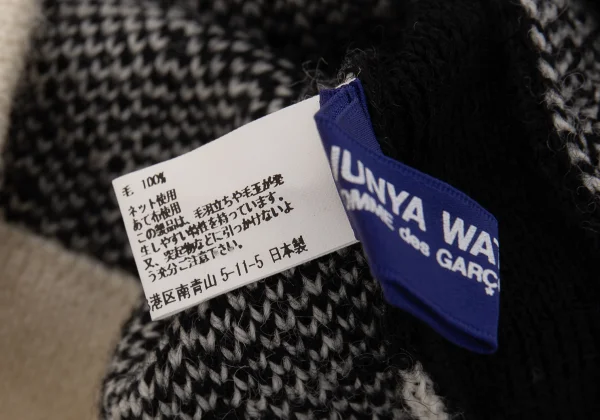 毛 100%
ネット使用
あて布使用
この製品は、毛羽立ちや毛玉が発
生しやすい特性を持っています。
又、突起物などに引っかけないよ
う充分ご注意下さい。
港区南青山 5-11-5 日本製
JUNYA WA
OMME des GARÇ